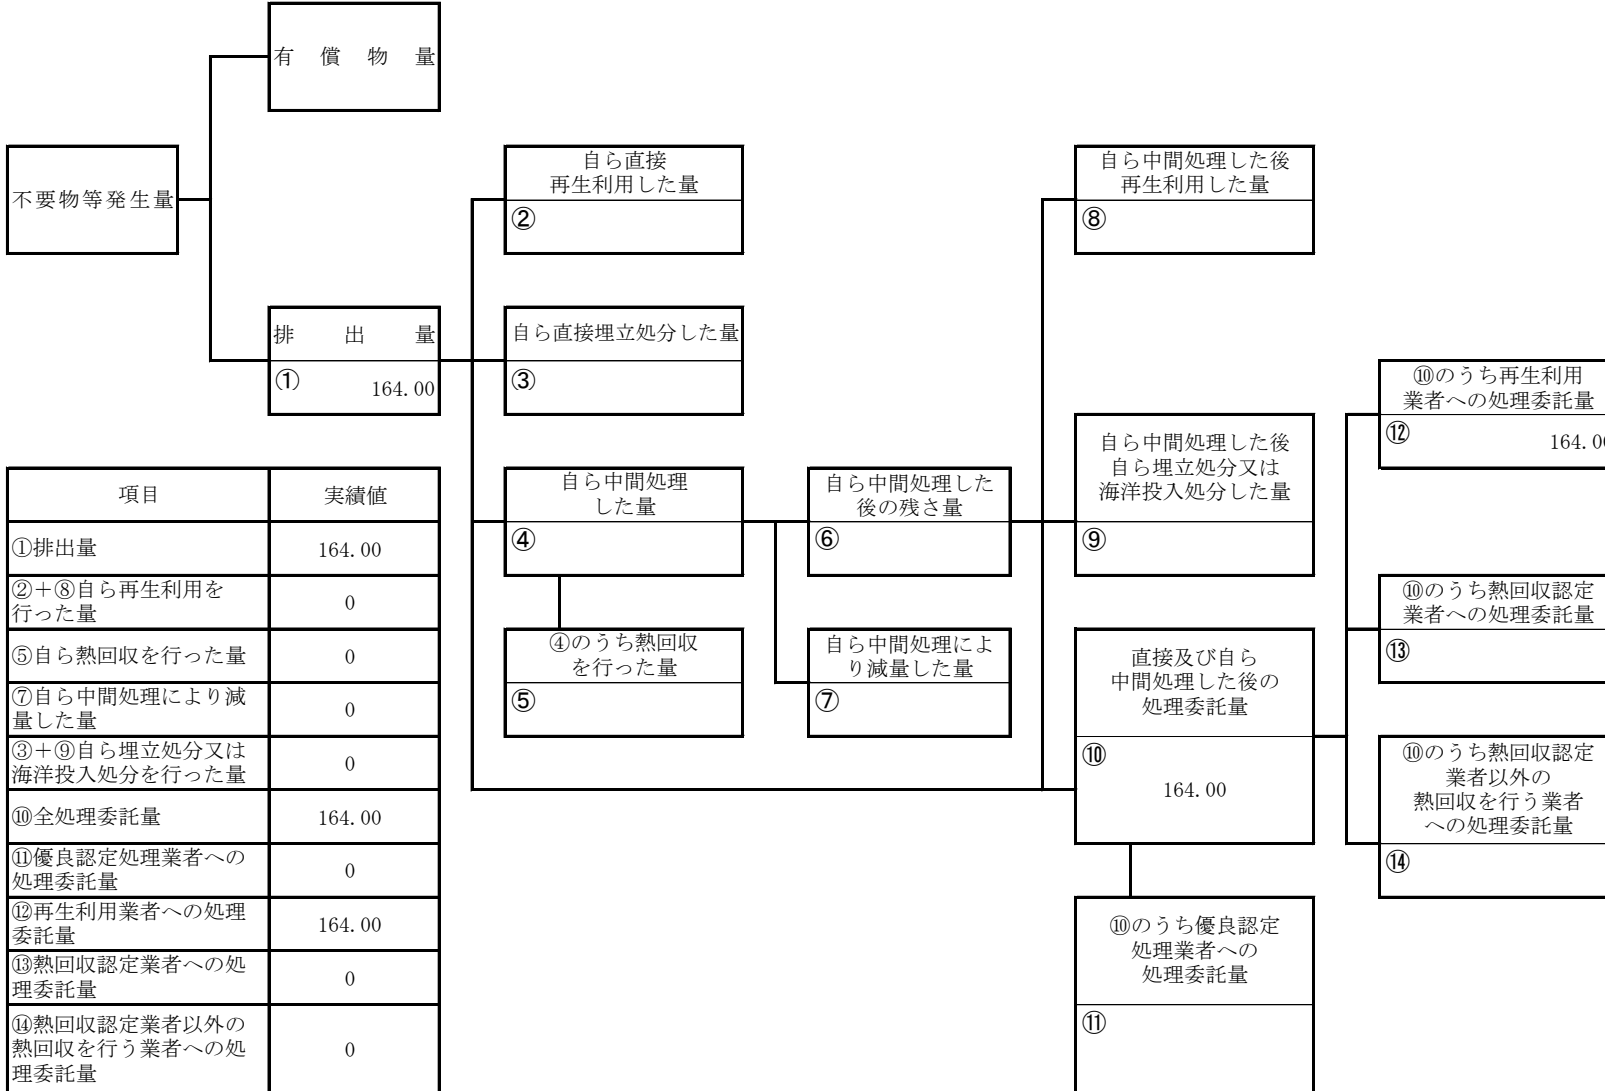 有償物量
不要物等発生量
自ら直接
再生利用した量
②
自ら中間処理した後
再生利用した量
⑧
排出量
① 164.00
自ら直接埋立処分した量
③
⑩のうち再生利用
業者への処理委託量
⑫ 164.00
自ら中間処理した後
自ら埋立処分又は
海洋投入処分した量
⑨
自ら中間処理
した量
④
自ら中間処理した
後の残さ量
⑥
④のうち熱回収
を行った量
⑤
自ら中間処理によ
り減量した量
⑦
⑩のうち熱回収認定
業者への処理委託量
⑬
直接及び自ら
中間処理した後の
処理委託量
⑩
164.00
⑩のうち熱回収認定
業者以外の
熱回収を行う業者
への処理委託量
⑭
⑩のうち優良認定
処理業者への
処理委託量
⑪
項目 実績値
①排出量 164.00
②＋⑧自ら再生利用を
行った量 0
⑤自ら熱回収を行った量 0
⑦自ら中間処理により減
量した量 0
③＋⑨自ら埋立処分又は
海洋投入処分を行った量 0
⑩全処理委託量 164.00
⑪優良認定処理業者への
処理委託量 0
⑫再生利用業者への処理
委託量 164.00
⑬熱回収認定業者への処
理委託量 0
⑭熱回収認定業者以外の
熱回収を行う業者への処
理委託量 0